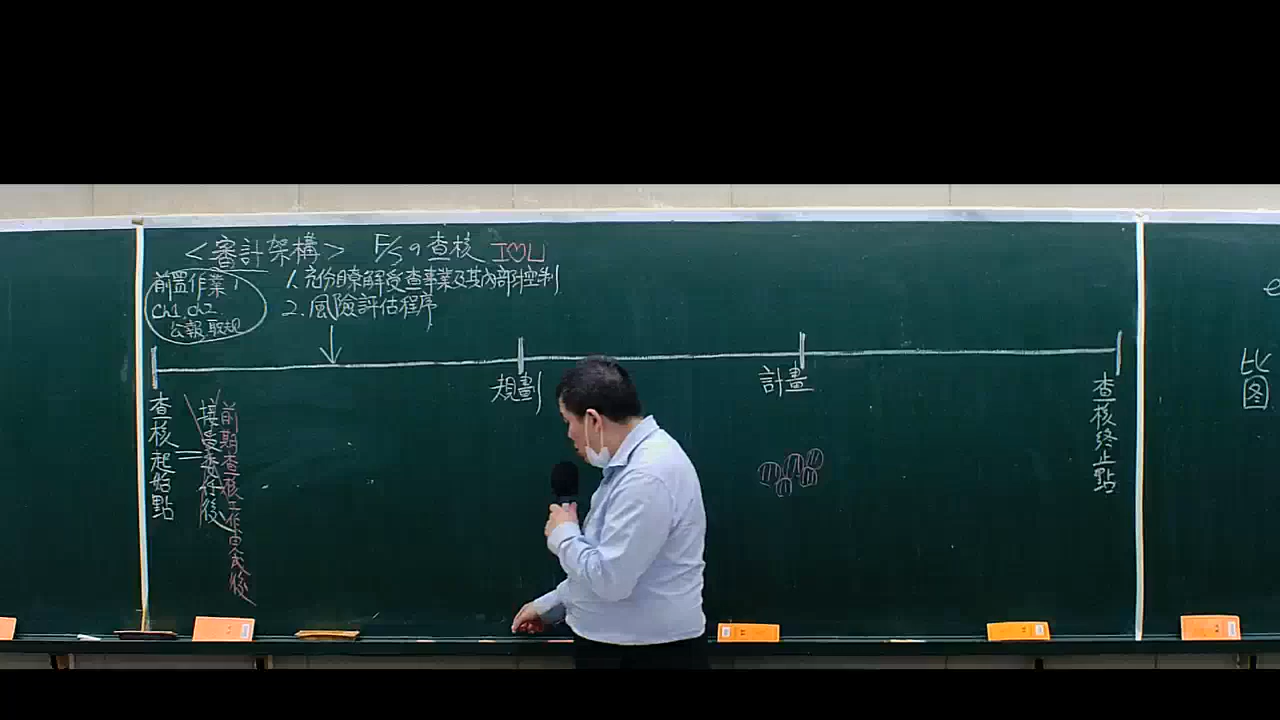 ＜審計架構＞ F/S の查核 I♡U
前置作業
ch1、ch2
公報、政規
1. 充份瞭解受查事業及其內部控制
2. 風險評估程序
規劃
計畫
查核起始點
接受委任後
前期查核工作完成後
查核終止點
比
图